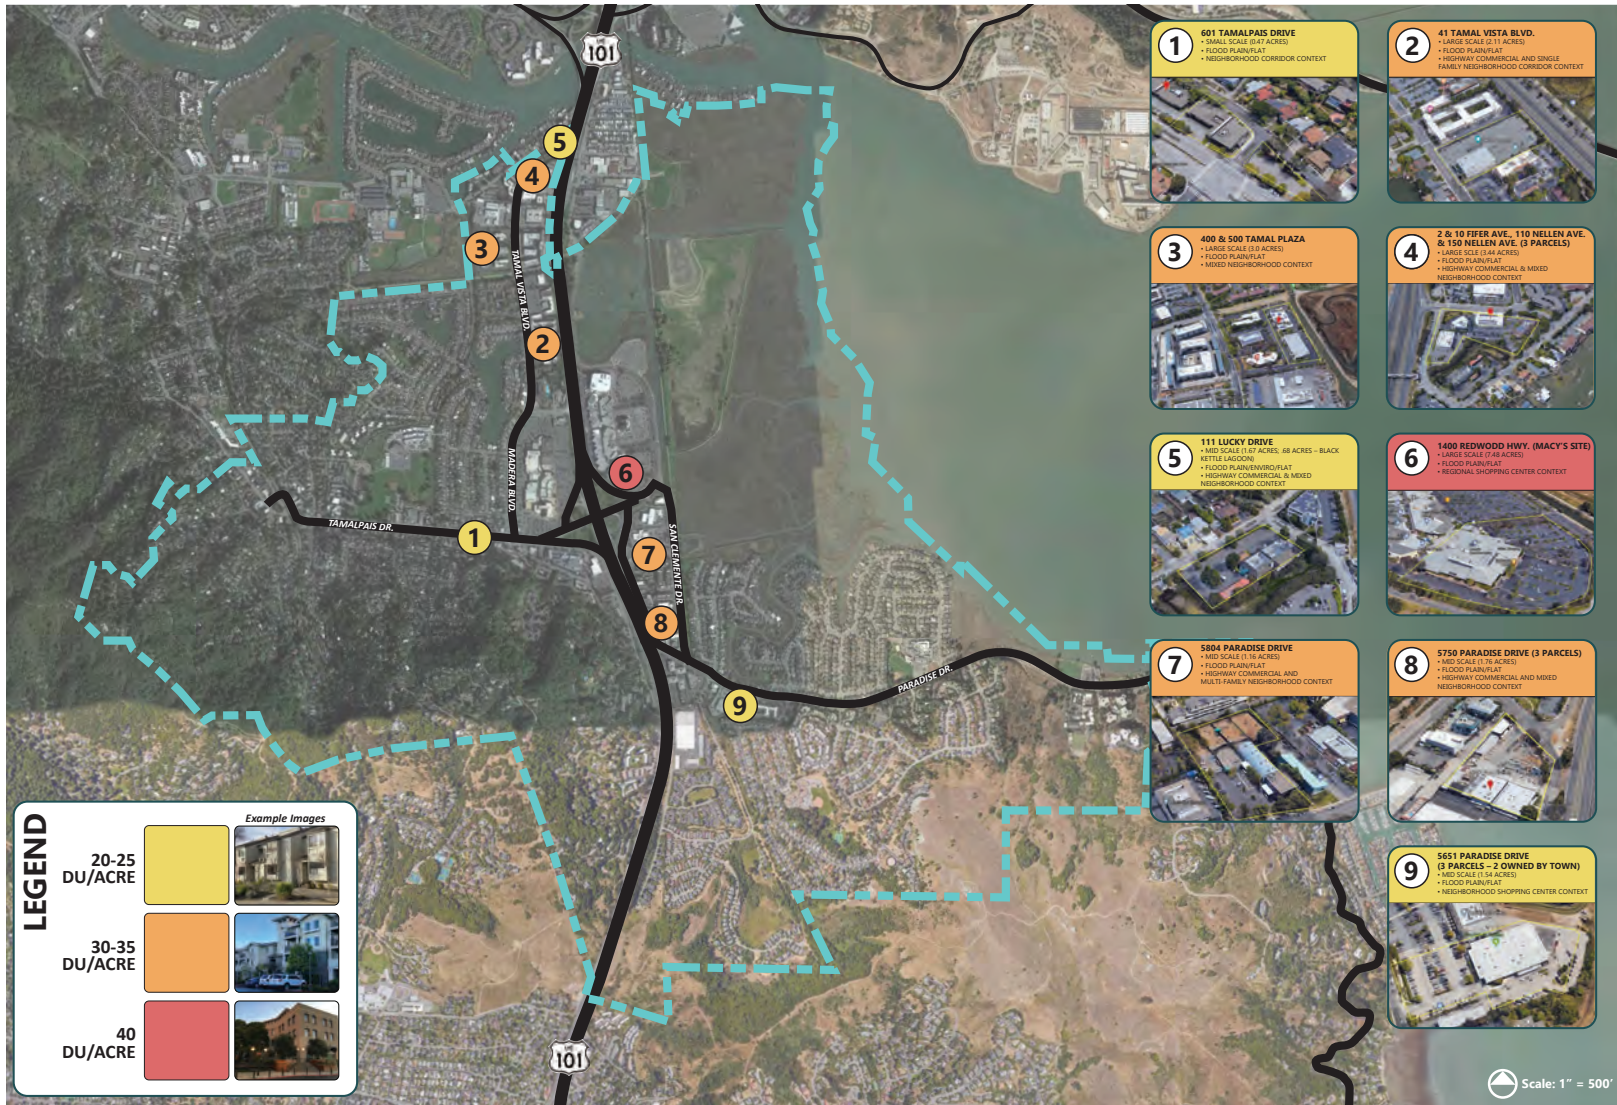 US
101
1
601 TAMALPAIS DRIVE
• SMALL SCALE (0.47 ACRES)
• FLOOD PLAIN/FLAT
• NEIGHBORHOOD CORRIDOR CONTEXT
2
41 TAMAL VISTA BLVD.
• LARGE SCALE (2.11 ACRES)
• FLOOD PLAIN/FLAT
• HIGHWAY COMMERCIAL AND SINGLE
FAMILY NEIGHBORHOOD CORRIDOR CONTEXT
3
400 & 500 TAMAL PLAZA
• LARGE SCALE (3.0 ACRES)
• FLOOD PLAIN/FLAT
• MIXED NEIGHBORHOOD CONTEXT
4
2 & 10 FIFER AVE., 110 NELLEN AVE.
& 150 NELLEN AVE. (3 PARCELS)
• LARGE SCLE (3.44 ACRES)
• FLOOD PLAIN/FLAT
• HIGHWAY COMMERCIAL & MIXED
NEIGHBORHOOD CONTEXT
5
111 LUCKY DRIVE
• MID SCALE (1.67 ACRES; .68 ACRES – BLACK
KETTLE LAGOON)
• FLOOD PLAIN/ENVIRO/FLAT
• HIGHWAY COMMERCIAL & MIXED
NEIGHBORHOOD CONTEXT
6
1400 REDWODD HWY. (MACY'S SITE)
• LARGE SCALE (7.48 ACRES)
• FLOOD PLAIN/FLAT
• REGIONAL SHOPPING CENTER CONTEXT
7
5804 PARADISE DRIVE
• MID SCALE (1.16 ACRES)
• FLOOD PLAIN/FLAT
• HIGHWAY COMMERCIAL AND
MULTI-FAMILY NEIGHBORHOOD CONTEXT
8
5750 PARADISE DRIVE (3 PARCELS)
• MID SCALE (1.76 ACRES)
• FLOOD PLAIN/FLAT
• HIGHWAY COMMERCIAL AND MIXED
NEIGHBORHOOD CONTEXT
9
5651 PARADISE DRIVE
(3 PARCELS – 2 OWNED BY TOWN)
• MID SCALE (1.54 ACRES)
• FLOOD PLAIN/FLAT
• NEIGHBORHOOD SHOPPING CENTER CONTEXT
5
4
3
TAMAL VISTA BLVD.
2
MADERA BLVD.
6
TAMALPAIS DR.
1
7
SAN CLEMENTE DR.
8
PARADISE DR.
9
LEGEND
Example Images
20-25
DU/ACRE
30-35
DU/ACRE
40
DU/ACRE
US
101
Scale: 1" = 500'